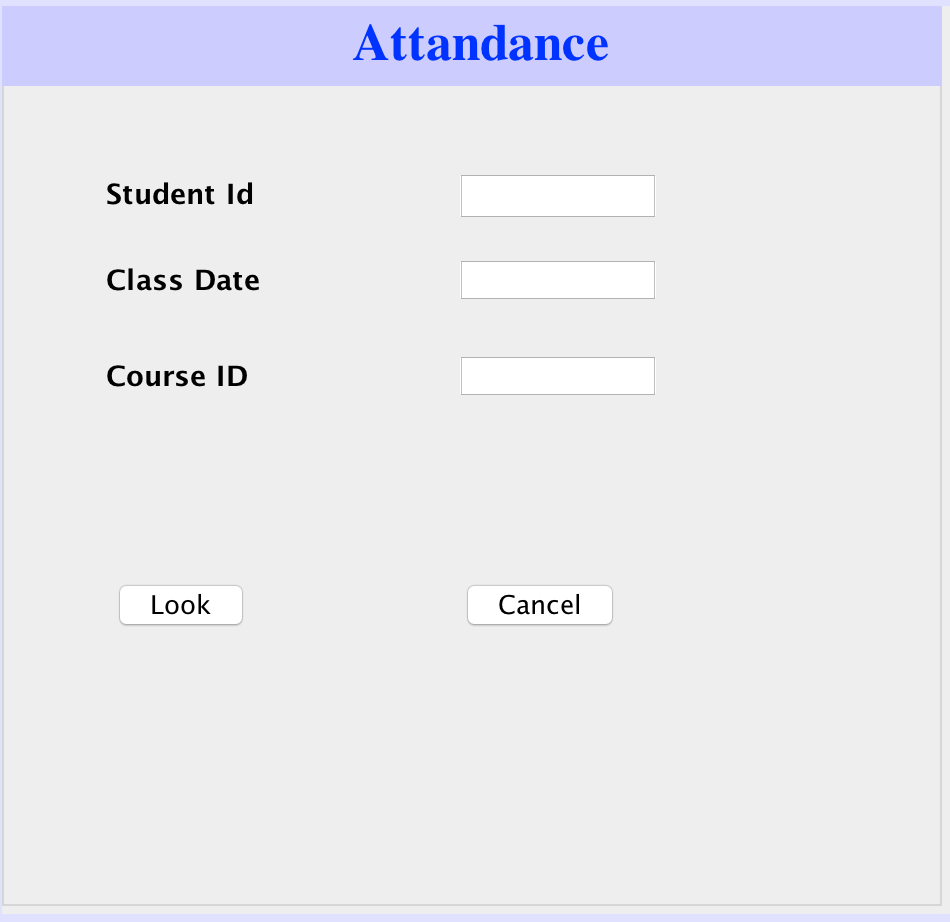 Attandance
Student Id
Class Date
Course ID
Look
Cancel